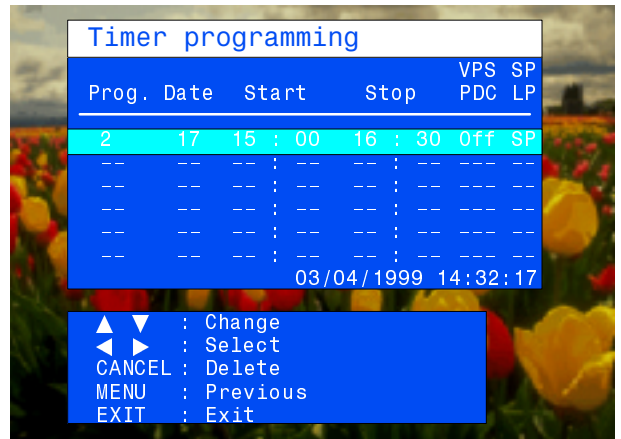 Timer programming
VPS SP
Prog. Date Start Stop PDC LP
2 17 15 : 00 16 : 30 Off SP
-- -- -- : -- -- : -- --- --
-- -- -- : -- -- : -- --- --
-- -- -- : -- -- : -- --- --
-- -- -- : -- -- : -- --- --
-- -- -- : -- -- : -- --- --
03/04/1999 14:32:17
▲ ▼ : Change
◀ ▶ : Select
CANCEL : Delete
MENU : Previous
EXIT : Exit